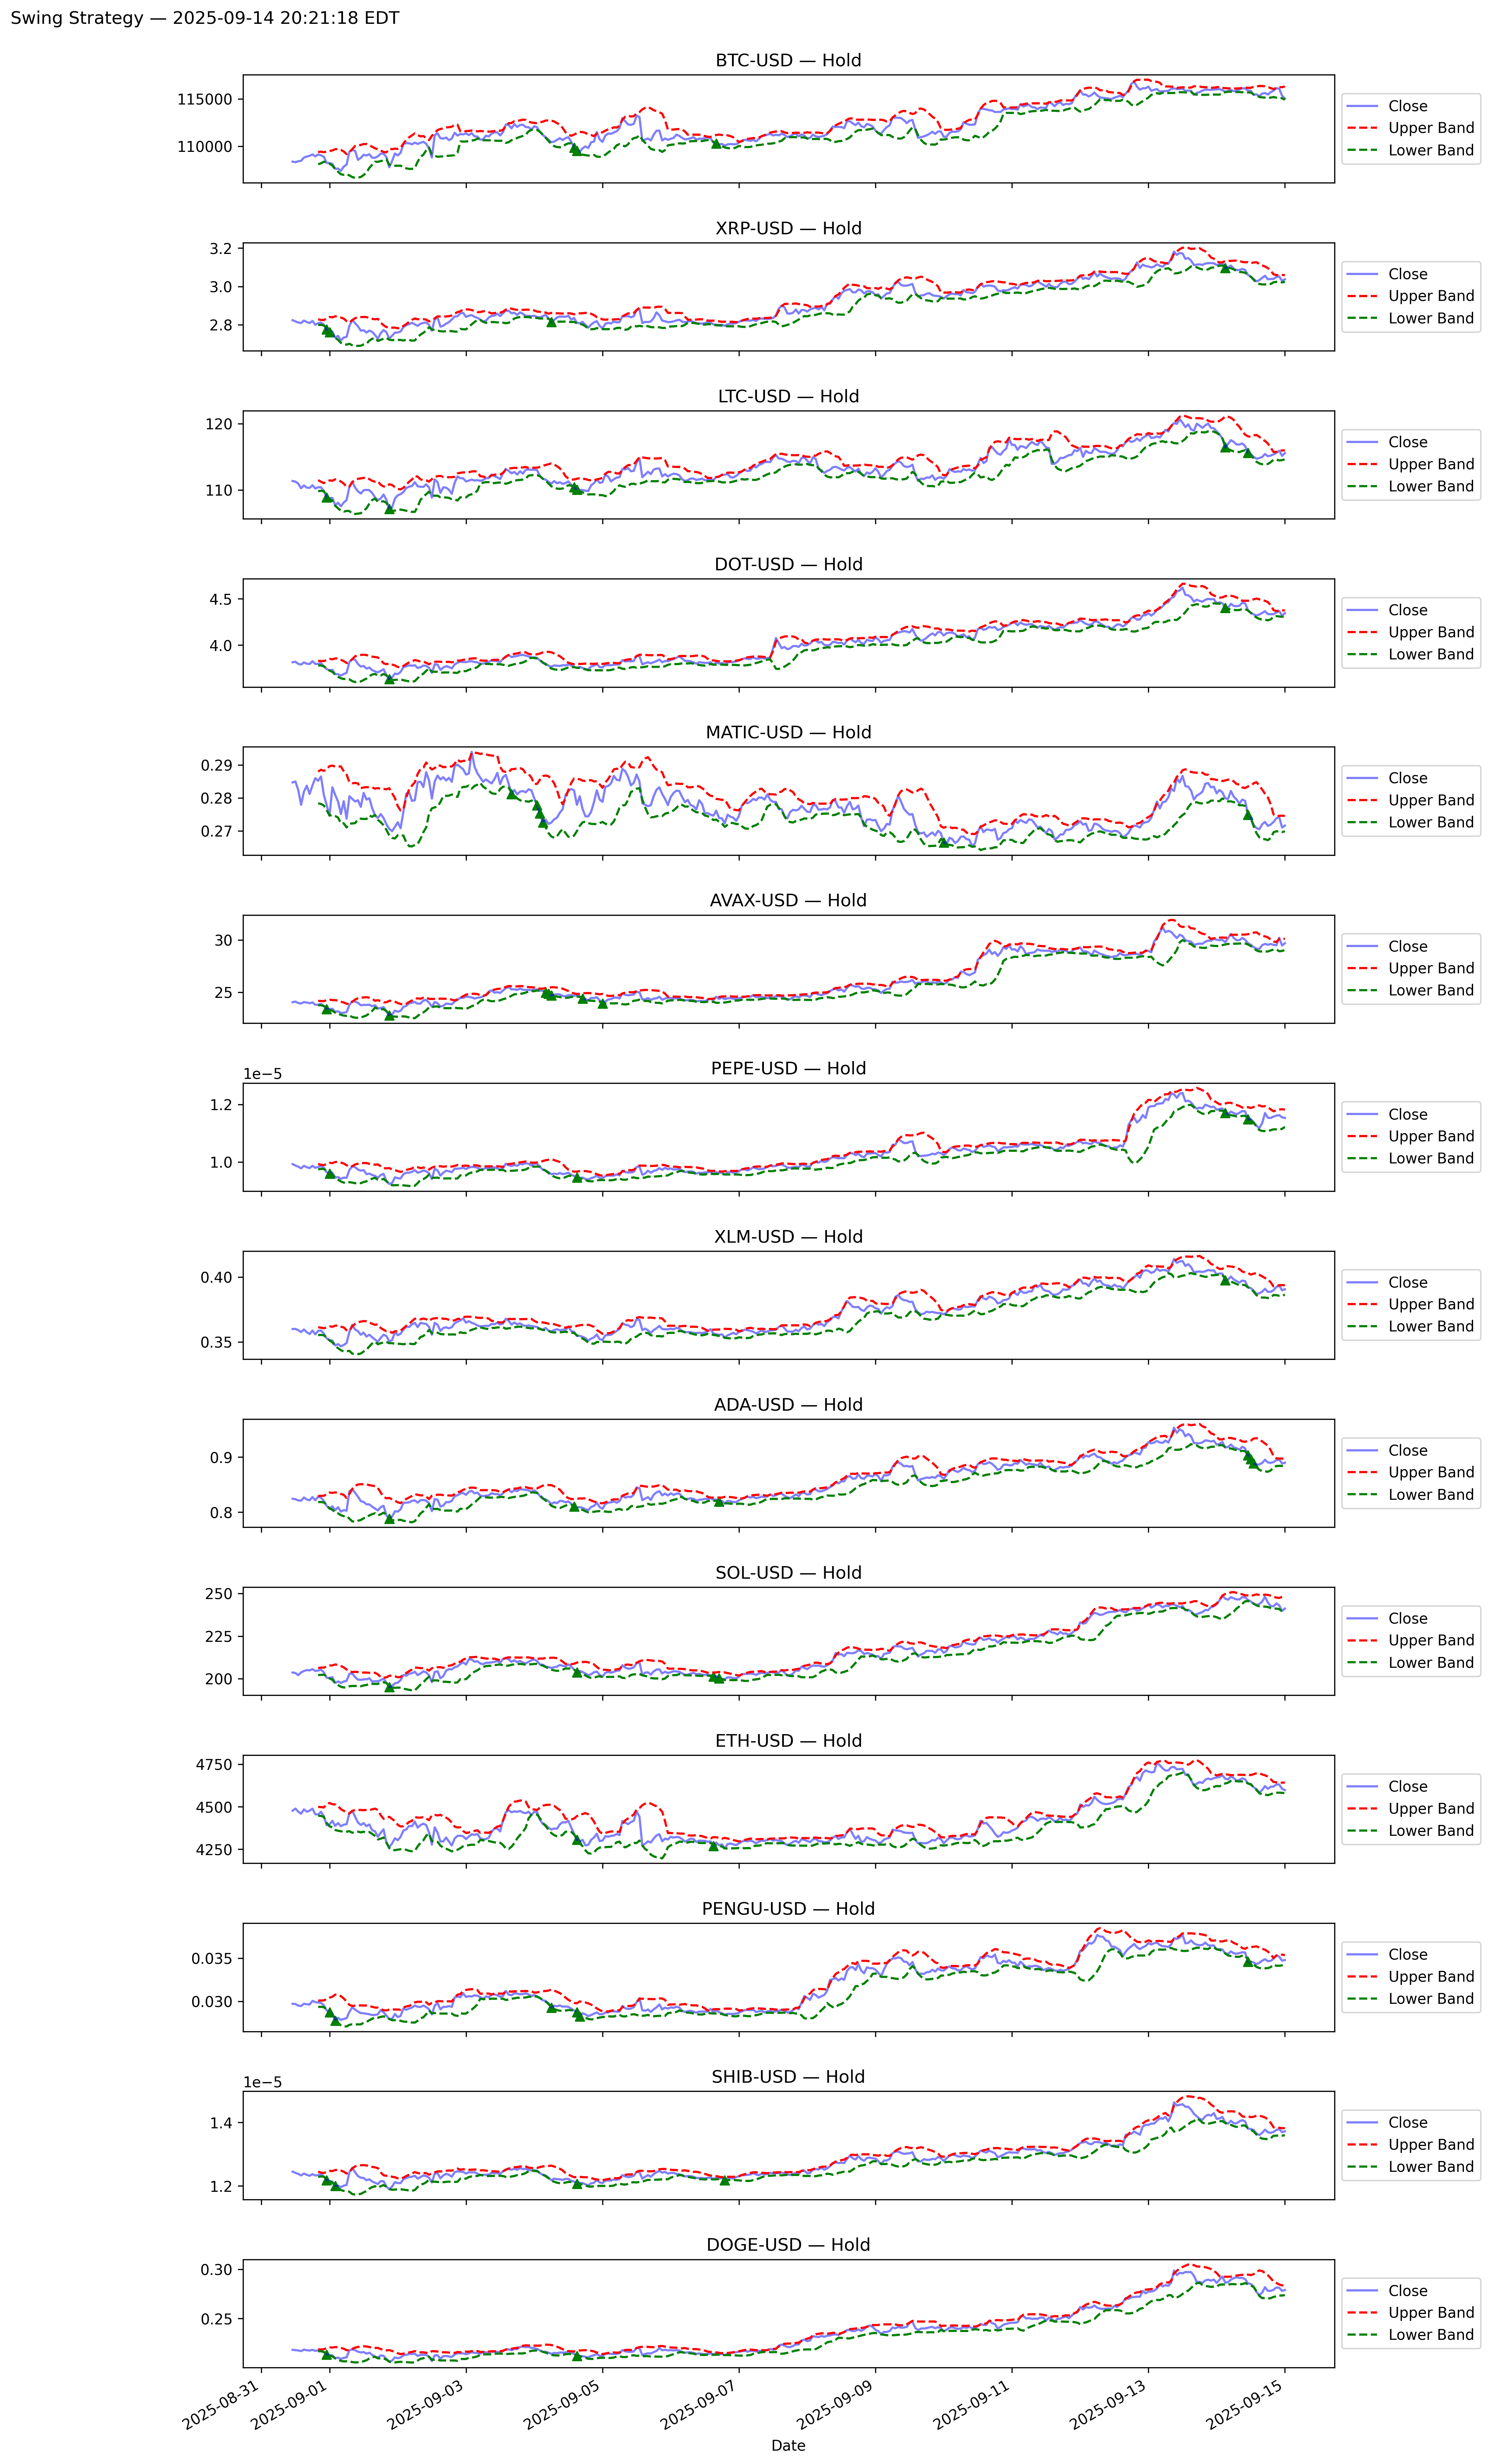 Swing Strategy — 2025-09-14 20:21:18 EDT
BTC-USD — Hold
115000
110000
Close
Upper Band
Lower Band
XRP-USD — Hold
3.2
3.0
2.8
Close
Upper Band
Lower Band
LTC-USD — Hold
120
110
Close
Upper Band
Lower Band
DOT-USD — Hold
4.5
4.0
Close
Upper Band
Lower Band
MATIC-USD — Hold
0.29
0.28
0.27
Close
Upper Band
Lower Band
AVAX-USD — Hold
30
25
Close
Upper Band
Lower Band
PEPE-USD — Hold
1e−5
1.2
1.0
Close
Upper Band
Lower Band
XLM-USD — Hold
0.40
0.35
Close
Upper Band
Lower Band
ADA-USD — Hold
0.9
0.8
Close
Upper Band
Lower Band
SOL-USD — Hold
250
225
200
Close
Upper Band
Lower Band
ETH-USD — Hold
4750
4500
4250
Close
Upper Band
Lower Band
PENGU-USD — Hold
0.035
0.030
Close
Upper Band
Lower Band
SHIB-USD — Hold
1e−5
1.4
1.2
Close
Upper Band
Lower Band
DOGE-USD — Hold
0.30
0.25
Close
Upper Band
Lower Band
2025-08-31
2025-09-01
2025-09-03
2025-09-05
2025-09-07
2025-09-09
2025-09-11
2025-09-13
2025-09-15
Date